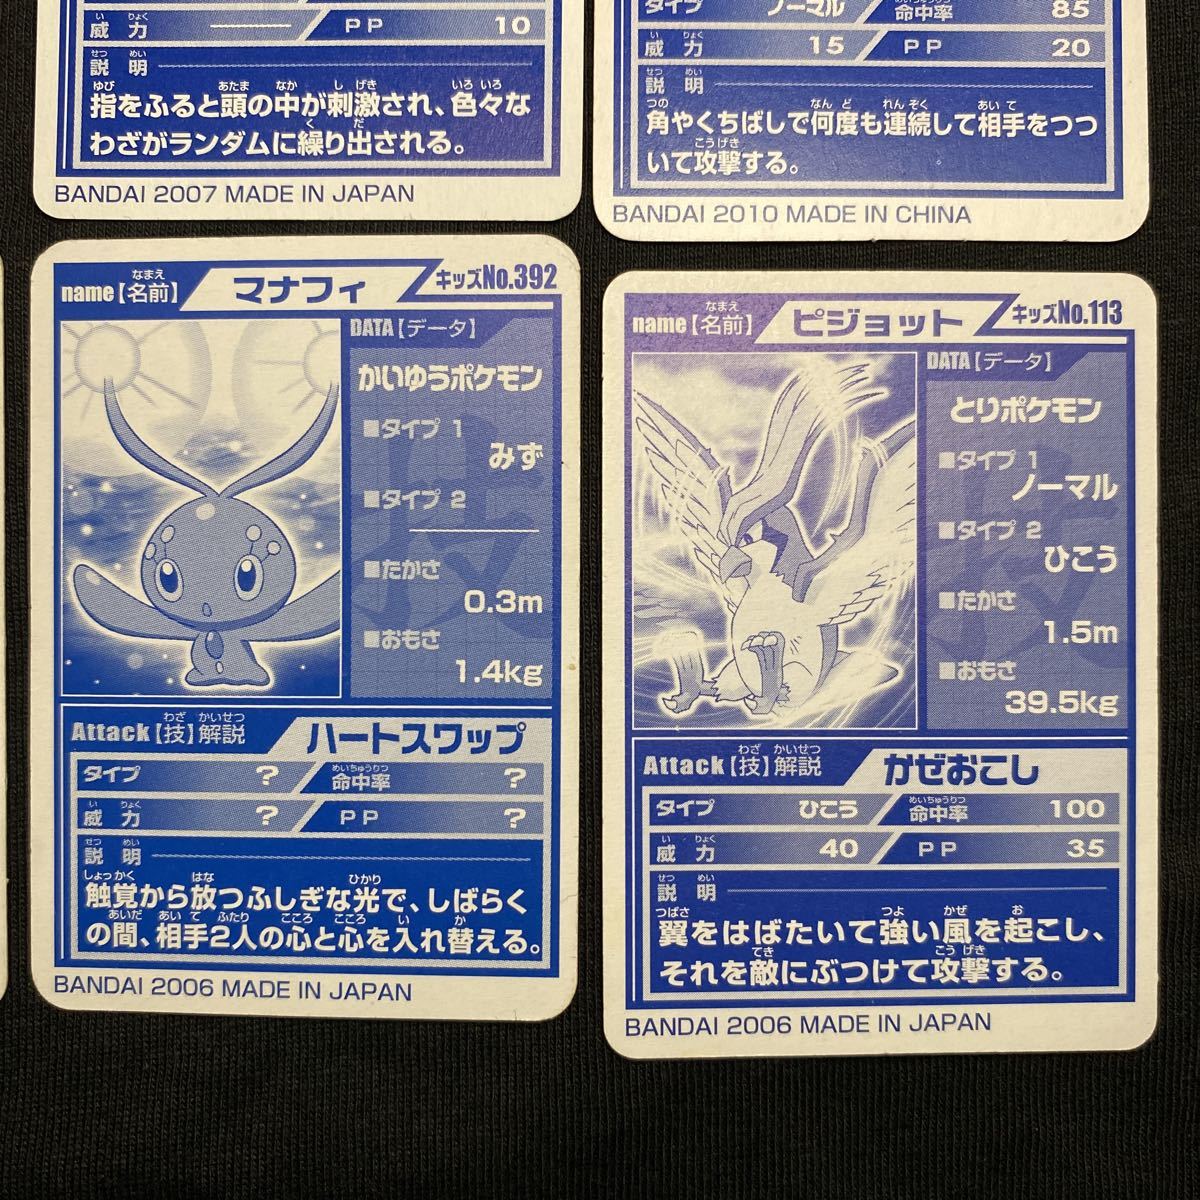 威力 ―― PP 10
説明
指をふると頭の中が刺激され、色々な
わざがランダムに繰り出される。
BANDAI 2007 MADE IN JAPAN
タイプ ノーマル 命中率 85
威力 15 PP 20
説明
角やくちばしで何度も連続して相手をつつ
いて攻撃する。
BANDAI 2010 MADE IN CHINA
name【名前】 マナフィ キッズNo.392
DATA【データ】
かいゆうポケモン
■タイプ 1
みず
■タイプ 2
――
■たかさ
0.3m
■おもさ
1.4kg
Attack【技】解説 ハートスワップ
タイプ ? 命中率 ?
威力 ? PP ?
説明
触覚から放つふしぎな光で、しばらく
の間、相手2人の心と心を入れ替える。
BANDAI 2006 MADE IN JAPAN
name【名前】 ピジョット キッズNo.113
DATA【データ】
とりポケモン
■タイプ 1
ノーマル
■タイプ 2
ひこう
■たかさ
1.5m
■おもさ
39.5kg
Attack【技】解説 かぜおこし
タイプ ひこう 命中率 100
威力 40 PP 35
説明
翼をはばたいて強い風を起こし、
それを敵にぶつけて攻撃する。
BANDAI 2006 MADE IN JAPAN